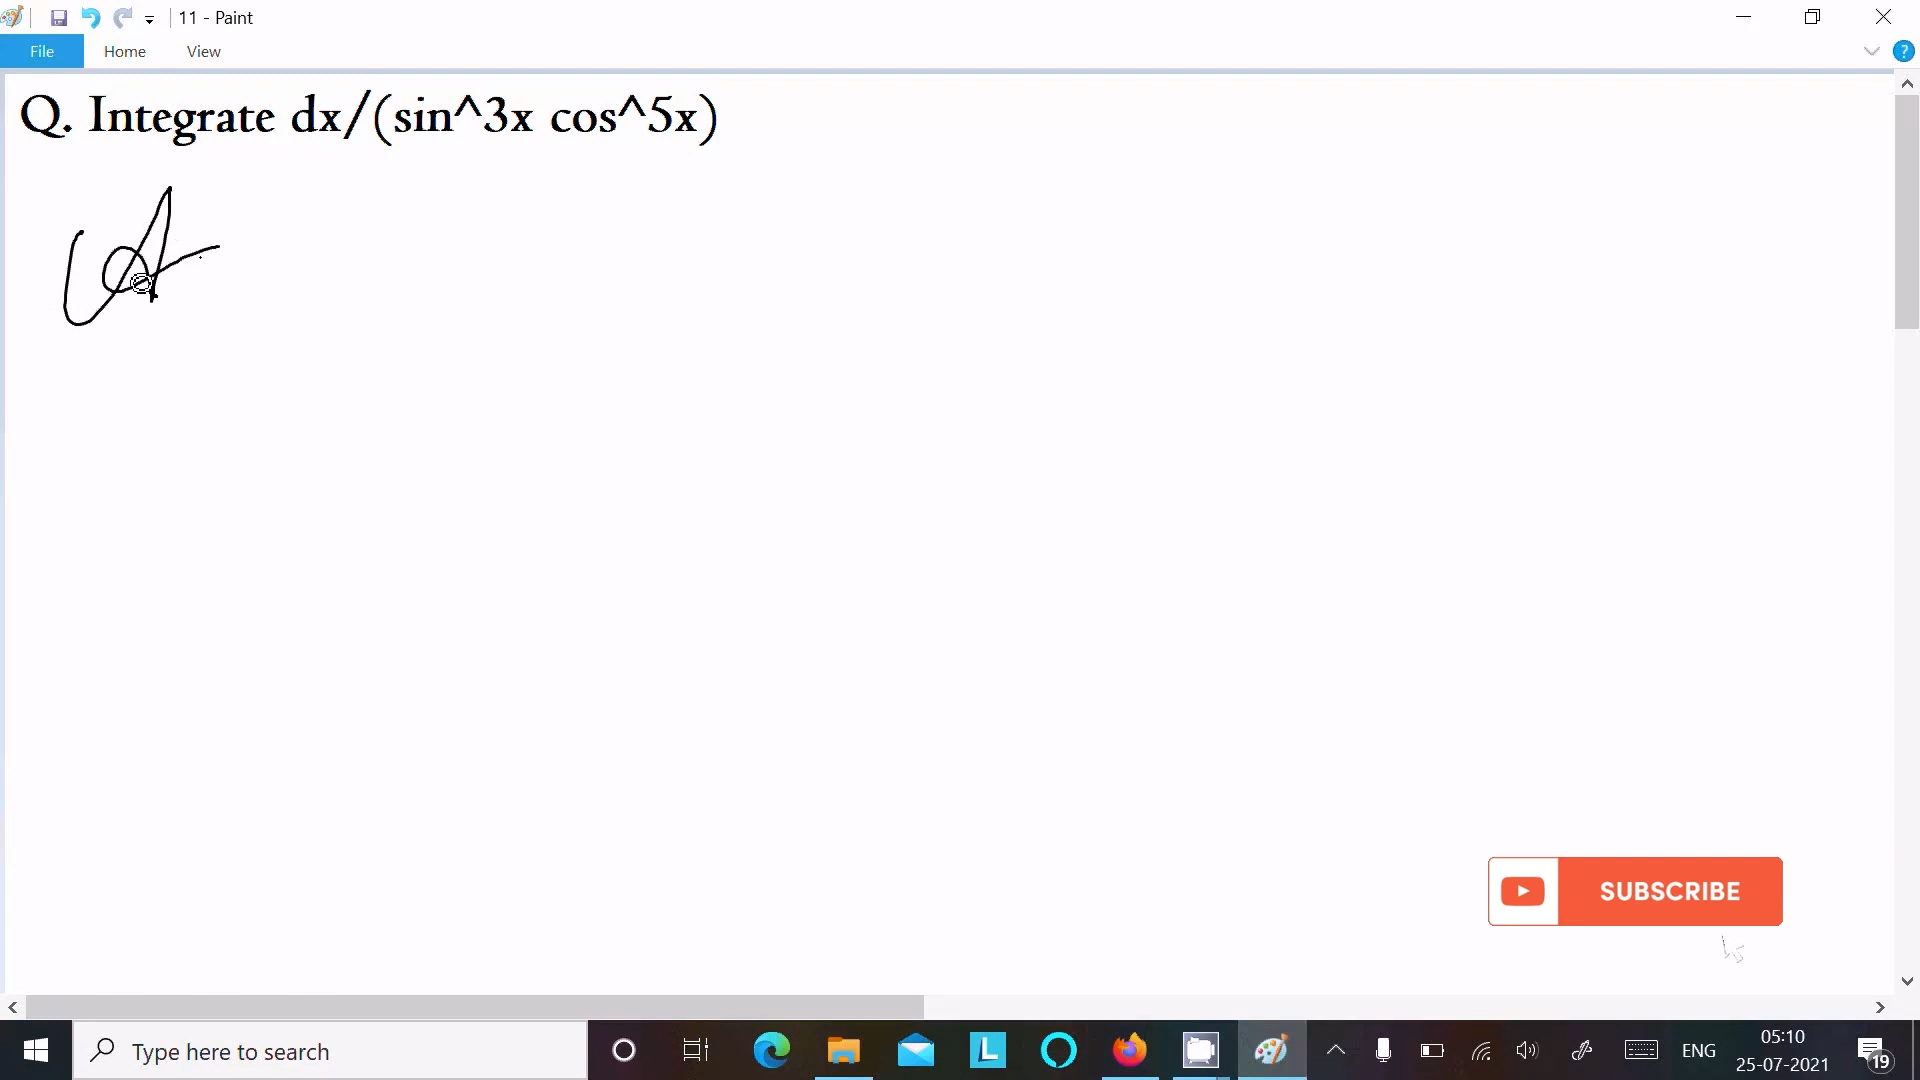 11 - Paint
File Home View
Q. Integrate dx/(sin^3x cos^5x)
A
SUBSCRIBE
Type here to search
L
ENG
05:10
25-07-2021
19